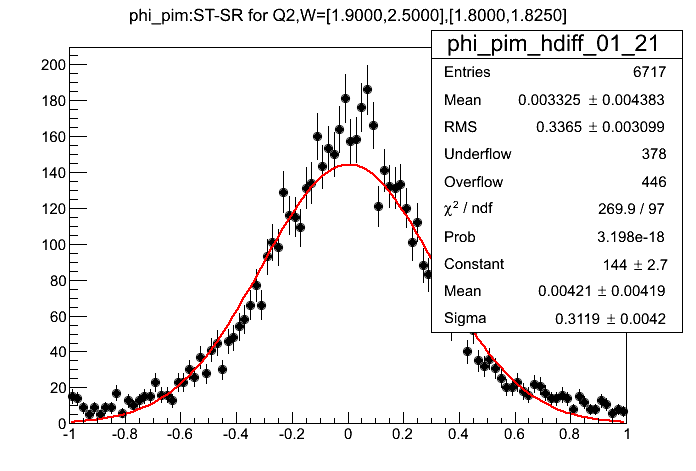 phi_pim:ST-SR for Q2,W=[1.9000,2.5000],[1.8000,1.8250]
phi_pim_hdiff_01_21
Entries 6717
Mean 0.003325 ± 0.004383
RMS 0.3365 ± 0.003099
Underflow 378
Overflow 446
χ² / ndf 269.9 / 97
Prob 3.198e-18
Constant 144 ± 2.7
Mean 0.00421 ± 0.00419
Sigma 0.3119 ± 0.0042
200
180
160
140
120
100
80
60
40
20
0
-1 -0.8 -0.6 -0.4 -0.2 0 0.2 0.4 0.6 0.8 1